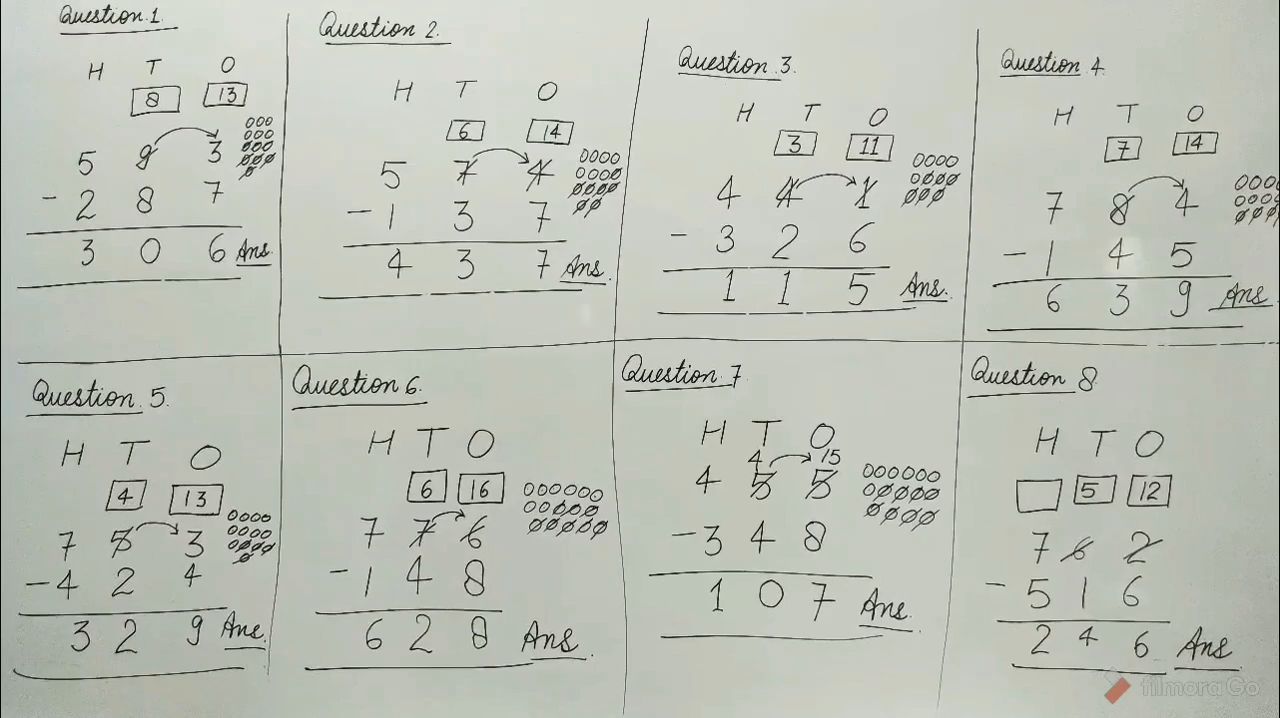 Question 1.
H T O
8 13
5 9 3
- 2 8 7
3 0 6 Ans.
Question 2.
H T O
6 14
5 7 4
- 1 3 7
4 3 7 Ans.
Question 3.
H T O
3 11
4 4 1
- 3 2 6
1 1 5 Ans.
Question 4.
H T O
7 14
7 8 4
- 1 4 5
6 3 9 Ans
Question 5.
H T O
4 13
7 5 3
- 4 2 4
3 2 9 Ans.
Question 6.
H T O
6 16
7 7 6
- 1 4 8
6 2 8 Ans.
Question 7
H T O
4 15
4 5 5
- 3 4 8
1 0 7 Ans.
Question 8.
H T O
5 12
7 6 2
- 5 1 6
2 4 6 Ans
filmoraGo